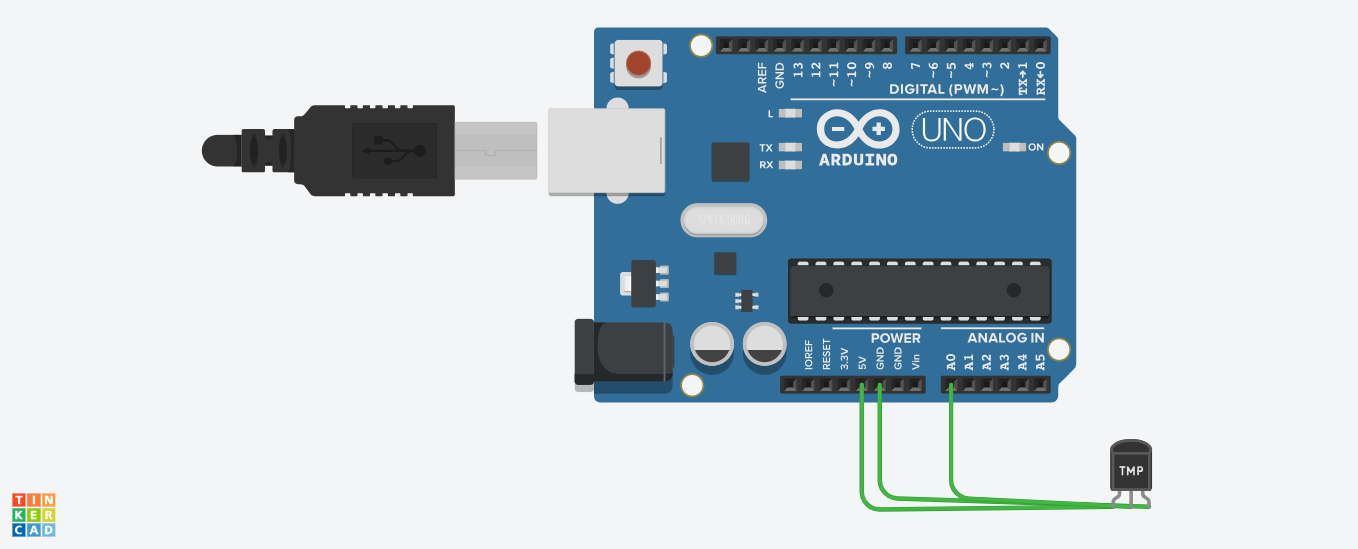 AREF
GND
13
12
~11
~10
~9
8
7
~6
~5
4
~3
2
TX→1
RX←0
DIGITAL (PWM~)
L
TX
RX
UNO
ARDUINO
ON
SPK16.000G
POWER
ANALOG IN
IOREF
RESET
3.3V
5V
GND
GND
Vin
A0
A1
A2
A3
A4
A5
TMP
TIN
KER
CAD